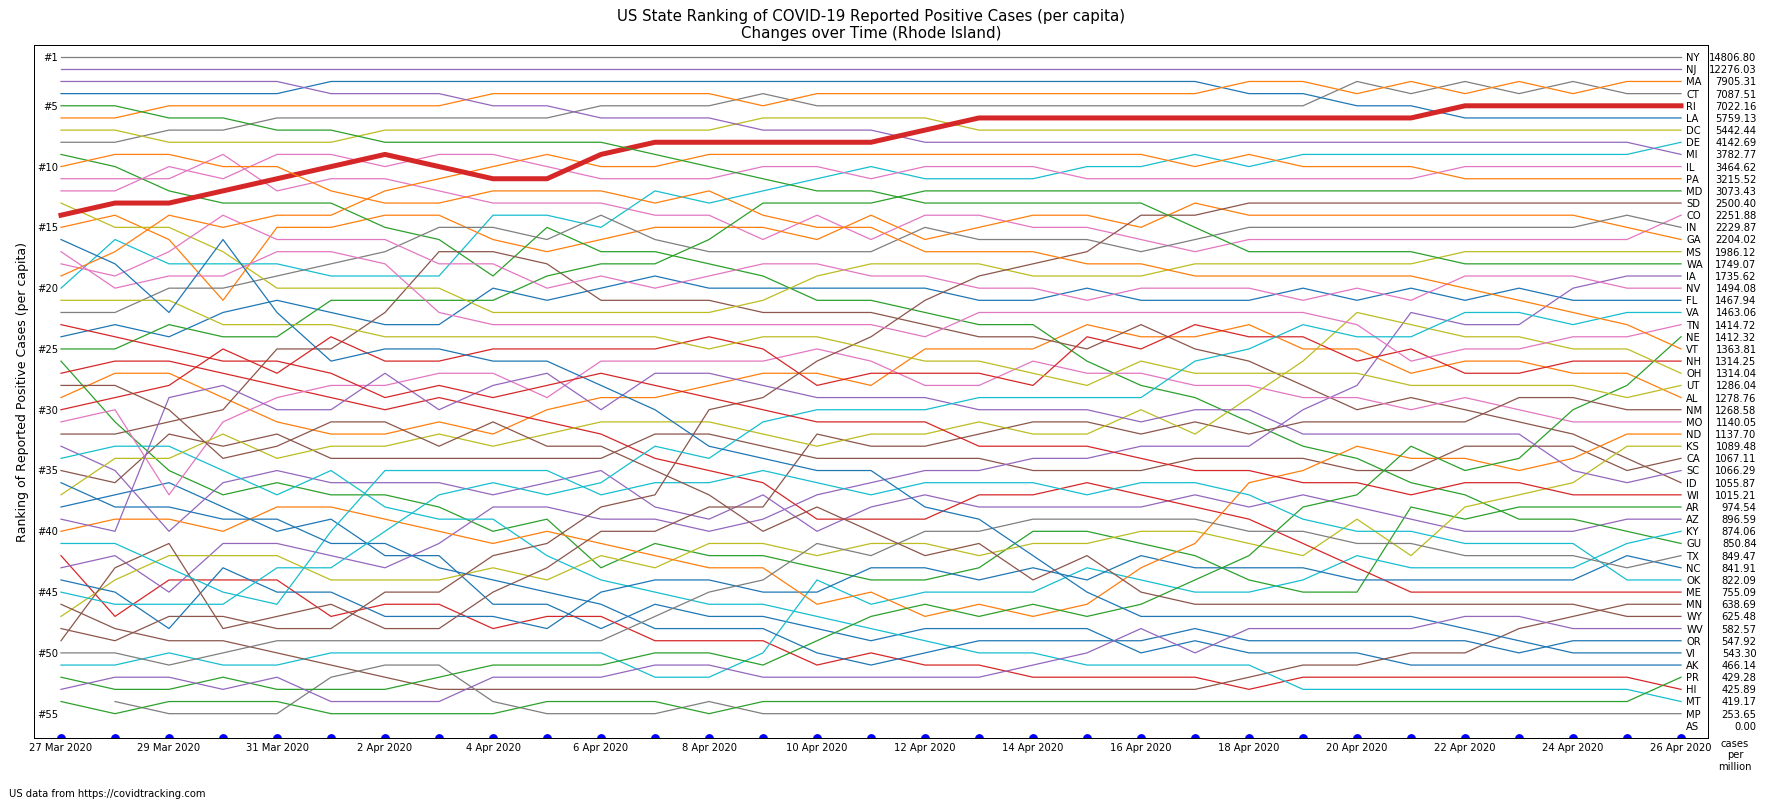 US State Ranking of COVID-19 Reported Positive Cases (per capita)
Changes over Time (Rhode Island)
Ranking of Reported Positive Cases (per capita)
#1
#5
#10
#15
#20
#25
#30
#35
#40
#45
#50
#55
NY 14806.80
NJ 12276.03
MA 7905.31
CT 7087.51
RI 7022.16
LA 5759.13
DC 5442.44
DE 4142.69
MI 3782.77
IL 3464.62
PA 3215.52
MD 3073.43
SD 2500.40
CO 2251.88
IN 2229.87
GA 2204.02
MS 1986.12
WA 1749.07
IA 1735.62
NV 1494.08
FL 1467.94
VA 1463.06
TN 1414.72
NE 1412.32
VT 1363.81
NH 1314.25
OH 1314.04
UT 1286.04
AL 1278.76
NM 1268.58
MO 1140.05
ND 1137.70
KS 1089.48
CA 1067.11
SC 1066.29
ID 1055.87
WI 1015.21
AR 974.54
AZ 896.59
KY 874.06
GU 850.84
TX 849.47
NC 841.91
OK 822.09
ME 755.09
MN 638.69
WY 625.48
WV 582.57
OR 547.92
VI 543.30
AK 466.14
PR 429.28
HI 425.89
MT 419.17
MP 253.65
AS 0.00
27 Mar 2020 29 Mar 2020 31 Mar 2020 2 Apr 2020 4 Apr 2020 6 Apr 2020 8 Apr 2020 10 Apr 2020 12 Apr 2020 14 Apr 2020 16 Apr 2020 18 Apr 2020 20 Apr 2020 22 Apr 2020 24 Apr 2020 26 Apr 2020
cases
per
million
US data from https://covidtracking.com